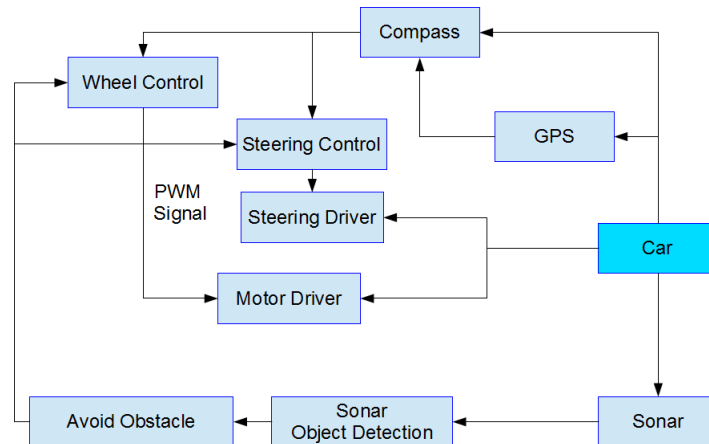 Compass
Wheel Control
GPS
Steering Control
PWM
Signal
Steering Driver
Car
Motor Driver
Avoid Obstacle
Sonar
Object Detection
Sonar